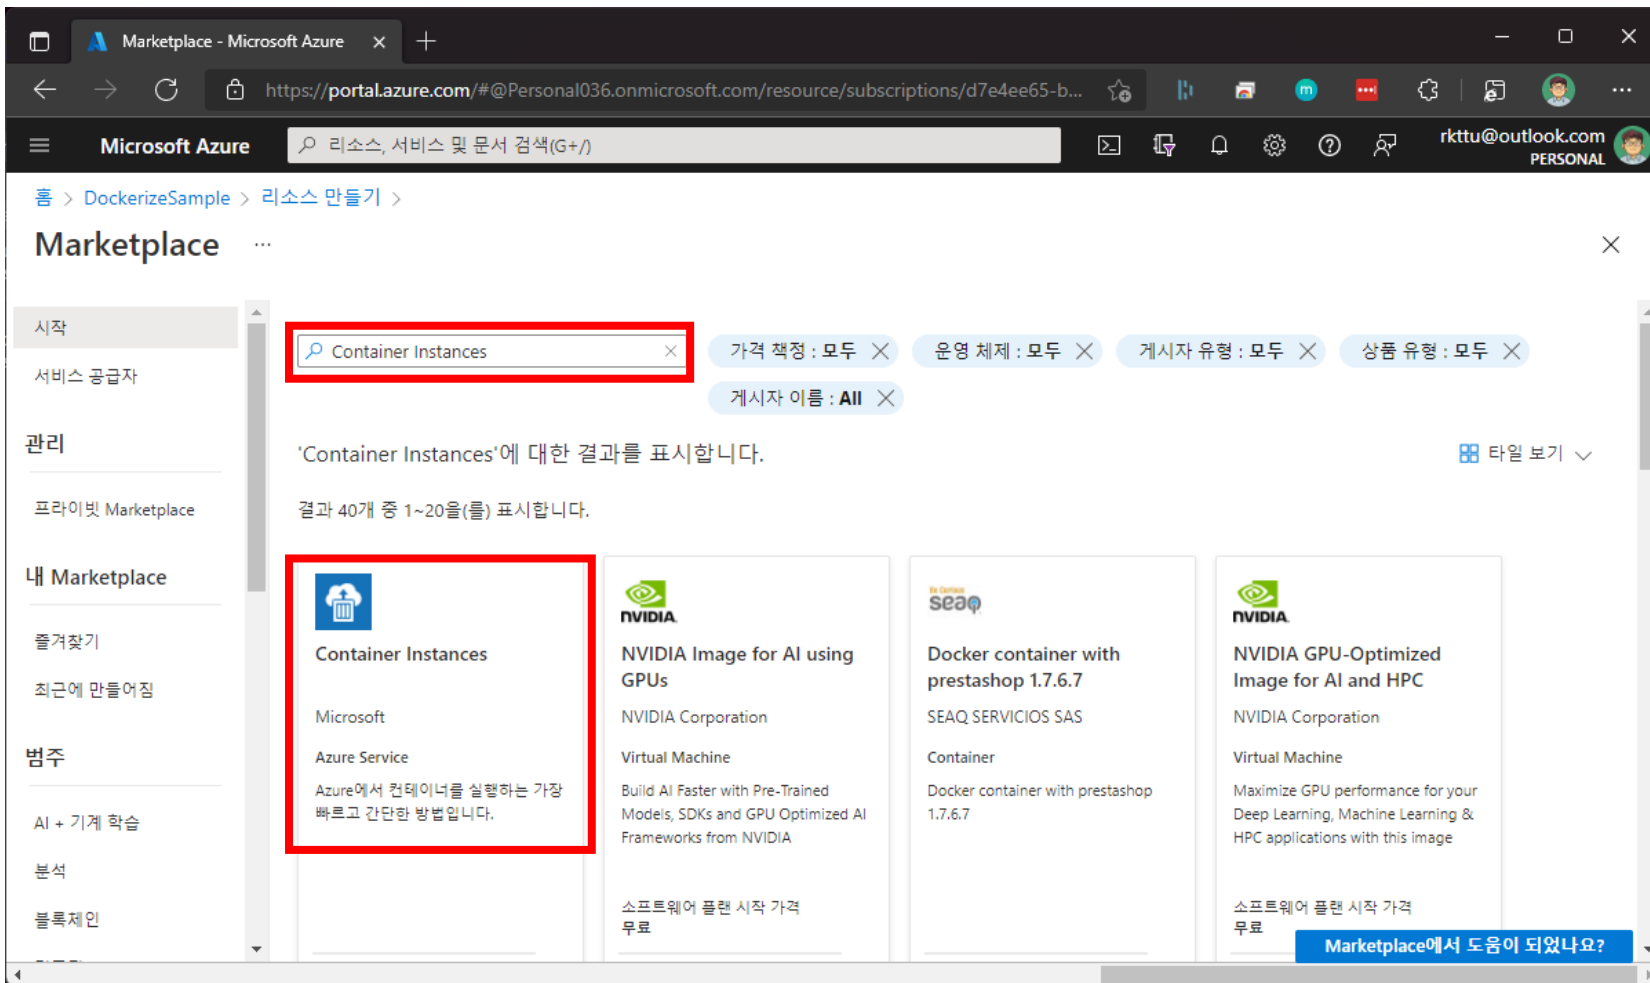 Marketplace - Microsoft Azure
https://portal.azure.com/#@Personal036.onmicrosoft.com/resource/subscriptions/d7e4ee65-b...
Microsoft Azure
리소스, 서비스 및 문서 검색(G+/)
rkttu@outlook.com
PERSONAL
홈 > DockerizeSample > 리소스 만들기 >
Marketplace ...
시작
서비스 공급자
관리
프라이빗 Marketplace
내 Marketplace
즐겨찾기
최근에 만들어짐
범주
AI + 기계 학습
분석
블록체인
Container Instances
가격 책정 : 모두
운영 체제 : 모두
게시자 유형 : 모두
상품 유형 : 모두
게시자 이름 : All
'Container Instances'에 대한 결과를 표시합니다.
타일 보기
결과 40개 중 1~20을(를) 표시합니다.
Container Instances
Microsoft
Azure Service
Azure에서 컨테이너를 실행하는 가장
빠르고 간단한 방법입니다.
NVIDIA
NVIDIA Image for AI using
GPUs
NVIDIA Corporation
Virtual Machine
Build AI Faster with Pre-Trained
Models, SDKs and GPU Optimized AI
Frameworks from NVIDIA
소프트웨어 플랜 시작 가격
무료
seaq
Docker container with
prestashop 1.7.6.7
SEAQ SERVICIOS SAS
Container
Docker container with prestashop
1.7.6.7
NVIDIA
NVIDIA GPU-Optimized
Image for AI and HPC
NVIDIA Corporation
Virtual Machine
Maximize GPU performance for your
Deep Learning, Machine Learning &
HPC applications with this image
소프트웨어 플랜 시작 가격
무료
Marketplace에서 도움이 되었나요?